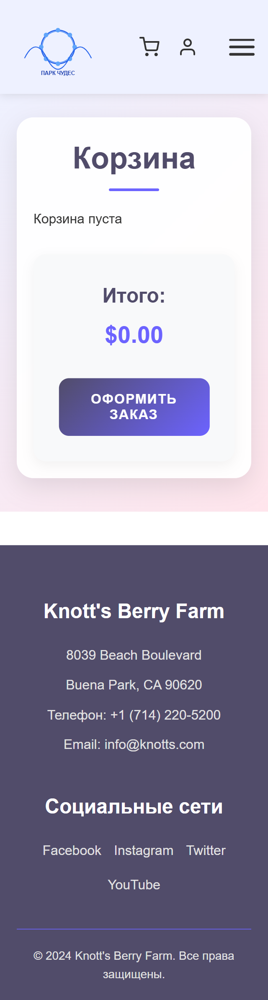 ПАРК ЧУДЕС
Корзина
Корзина пуста
Итого:
$0.00
ОФОРМИТЬ
ЗАКАЗ
Knott's Berry Farm
8039 Beach Boulevard
Buena Park, CA 90620
Телефон: +1 (714) 220-5200
Email: info@knotts.com
Социальные сети
Facebook Instagram Twitter
YouTube
© 2024 Knott's Berry Farm. Все права
защищены.